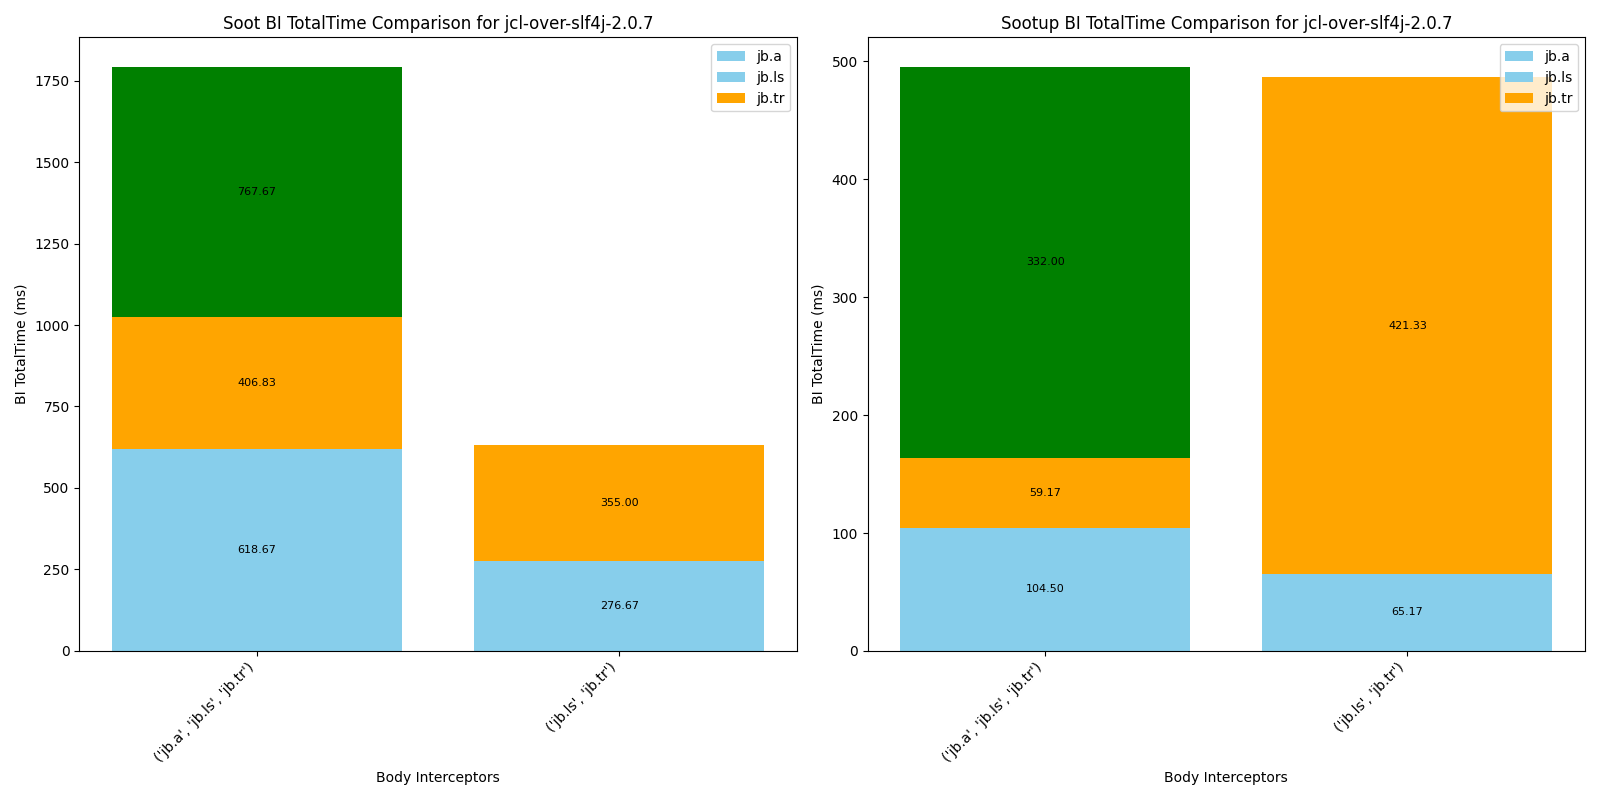 Soot BI TotalTime Comparison for jcl-over-slf4j-2.0.7
BI TotalTime (ms)
1750
1500
1250
1000
750
500
250
0
767.67
406.83
618.67
355.00
276.67
jb.a
jb.ls
jb.tr
('jb.a', 'jb.ls', 'jb.tr')
('jb.ls', 'jb.tr')
Body Interceptors
Sootup BI TotalTime Comparison for jcl-over-slf4j-2.0.7
BI TotalTime (ms)
500
400
300
200
100
0
332.00
59.17
104.50
421.33
65.17
jb.a
jb.ls
jb.tr
('jb.a', 'jb.ls', 'jb.tr')
('jb.ls', 'jb.tr')
Body Interceptors